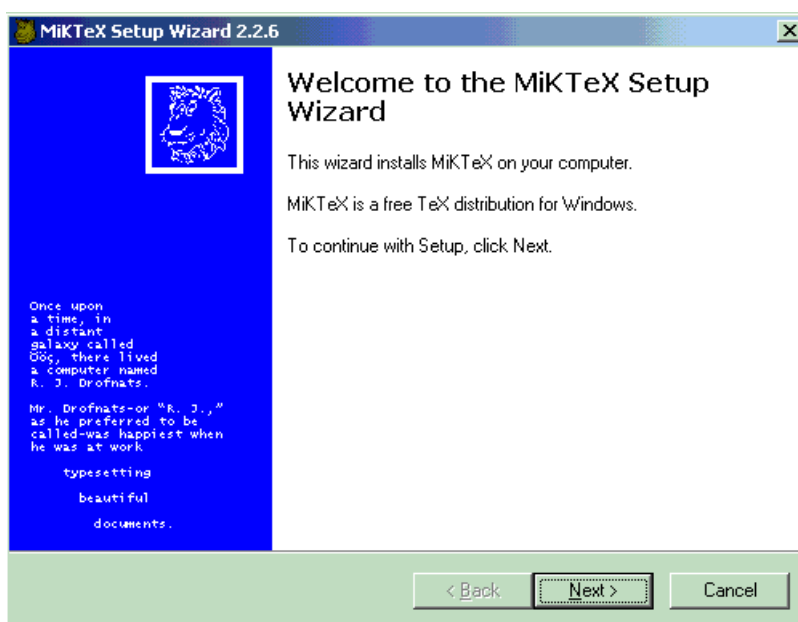 MiKTeX Setup Wizard 2.2.6
Welcome to the MiKTeX Setup
Wizard
This wizard installs MiKTeX on your computer.
MiKTeX is a free TeX distribution for Windows.
To continue with Setup, click Next.
Once upon
a time, in
a distant
galaxy called
Ööç, there lived
a computer named
R. J. Drofnats.
Mr. Drofnats-or "R. J.,"
as he preferred to be
called-was happiest when
he was at work
typesetting
beautiful
documents.
< Back
Next >
Cancel